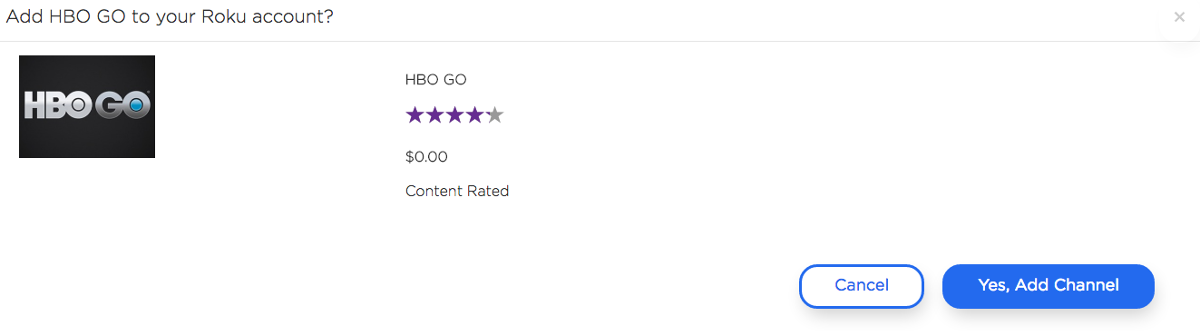 Add HBO GO to your Roku account?
HBO GO
HBO GO
$0.00
Content Rated
Cancel
Yes, Add Channel